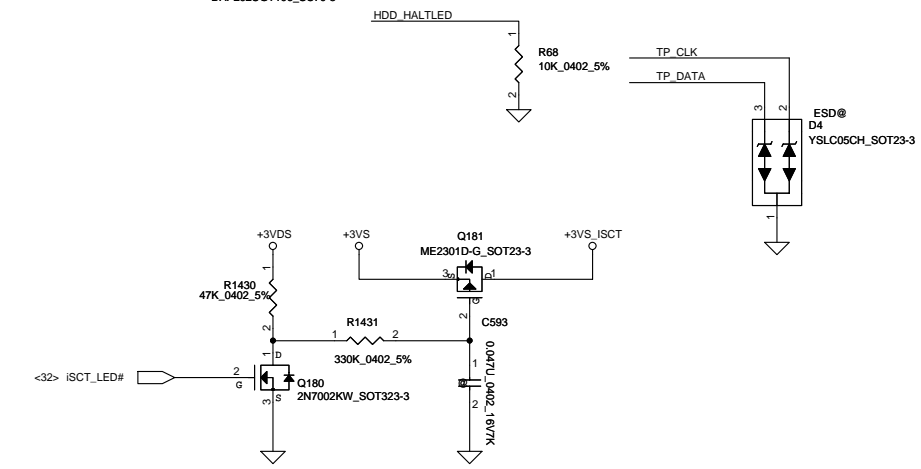 HDD_HALTLED
1
R68
10K_0402_5%
2
TP_CLK
TP_DATA
3
2
ESD@
D4
YSLC05CH_SOT23-3
1
+3VDS
+3VS
Q181
ME2301D-G_SOT23-3
+3VS_ISCT
3
S
D
1
G
2
1
R1430
47K_0402_5%
2
1
R1431
2
330K_0402_5%
C593
0.047U_0402_16V7K
1
@
2
<32> iSCT_LED#
2
G
1
D
3
S
Q180
2N7002KW_SOT323-3